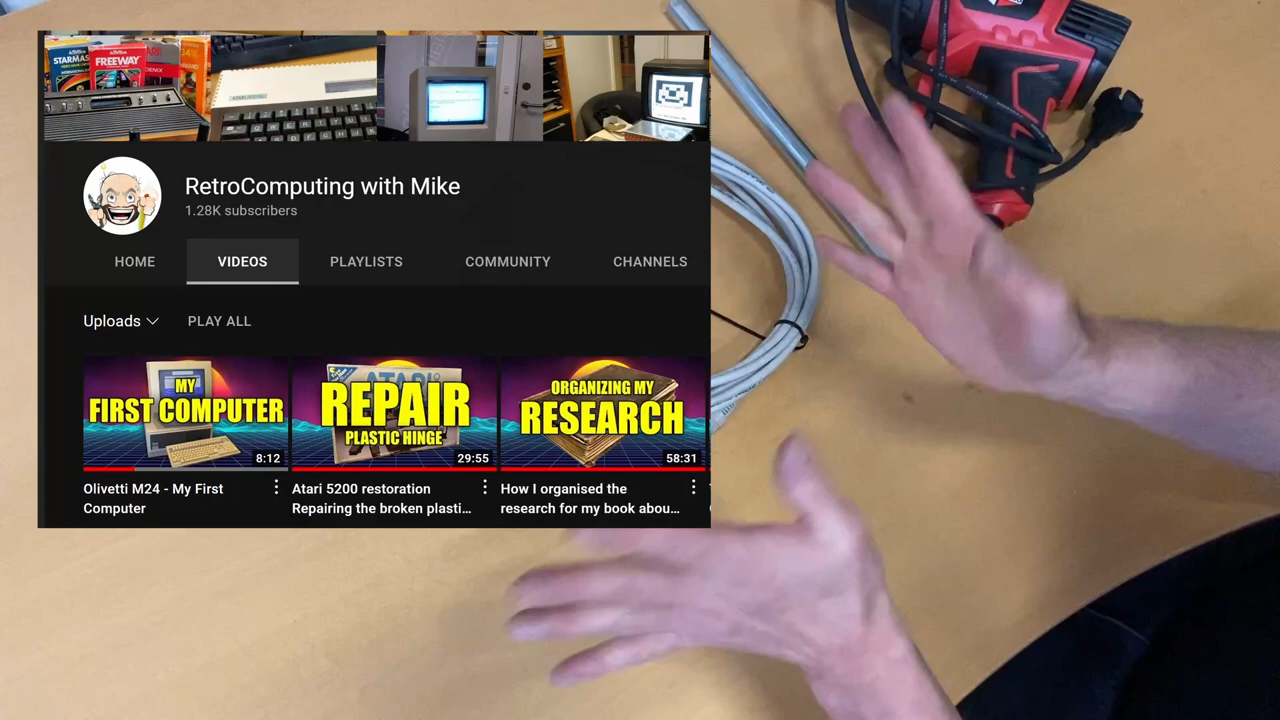 STARMAS
FREEWAY
RetroComputing with Mike
1.28K subscribers
HOME VIDEOS PLAYLISTS COMMUNITY CHANNELS
Uploads PLAY ALL
MY
FIRST COMPUTER
8:12
ATARI
REPAIR
PLASTIC HINGE
29:55
ORGANIZING MY
RESEARCH
58:31
Olivetti M24 - My First
Computer
Atari 5200 restoration
Repairing the broken plasti...
How I organised the
research for my book abou...